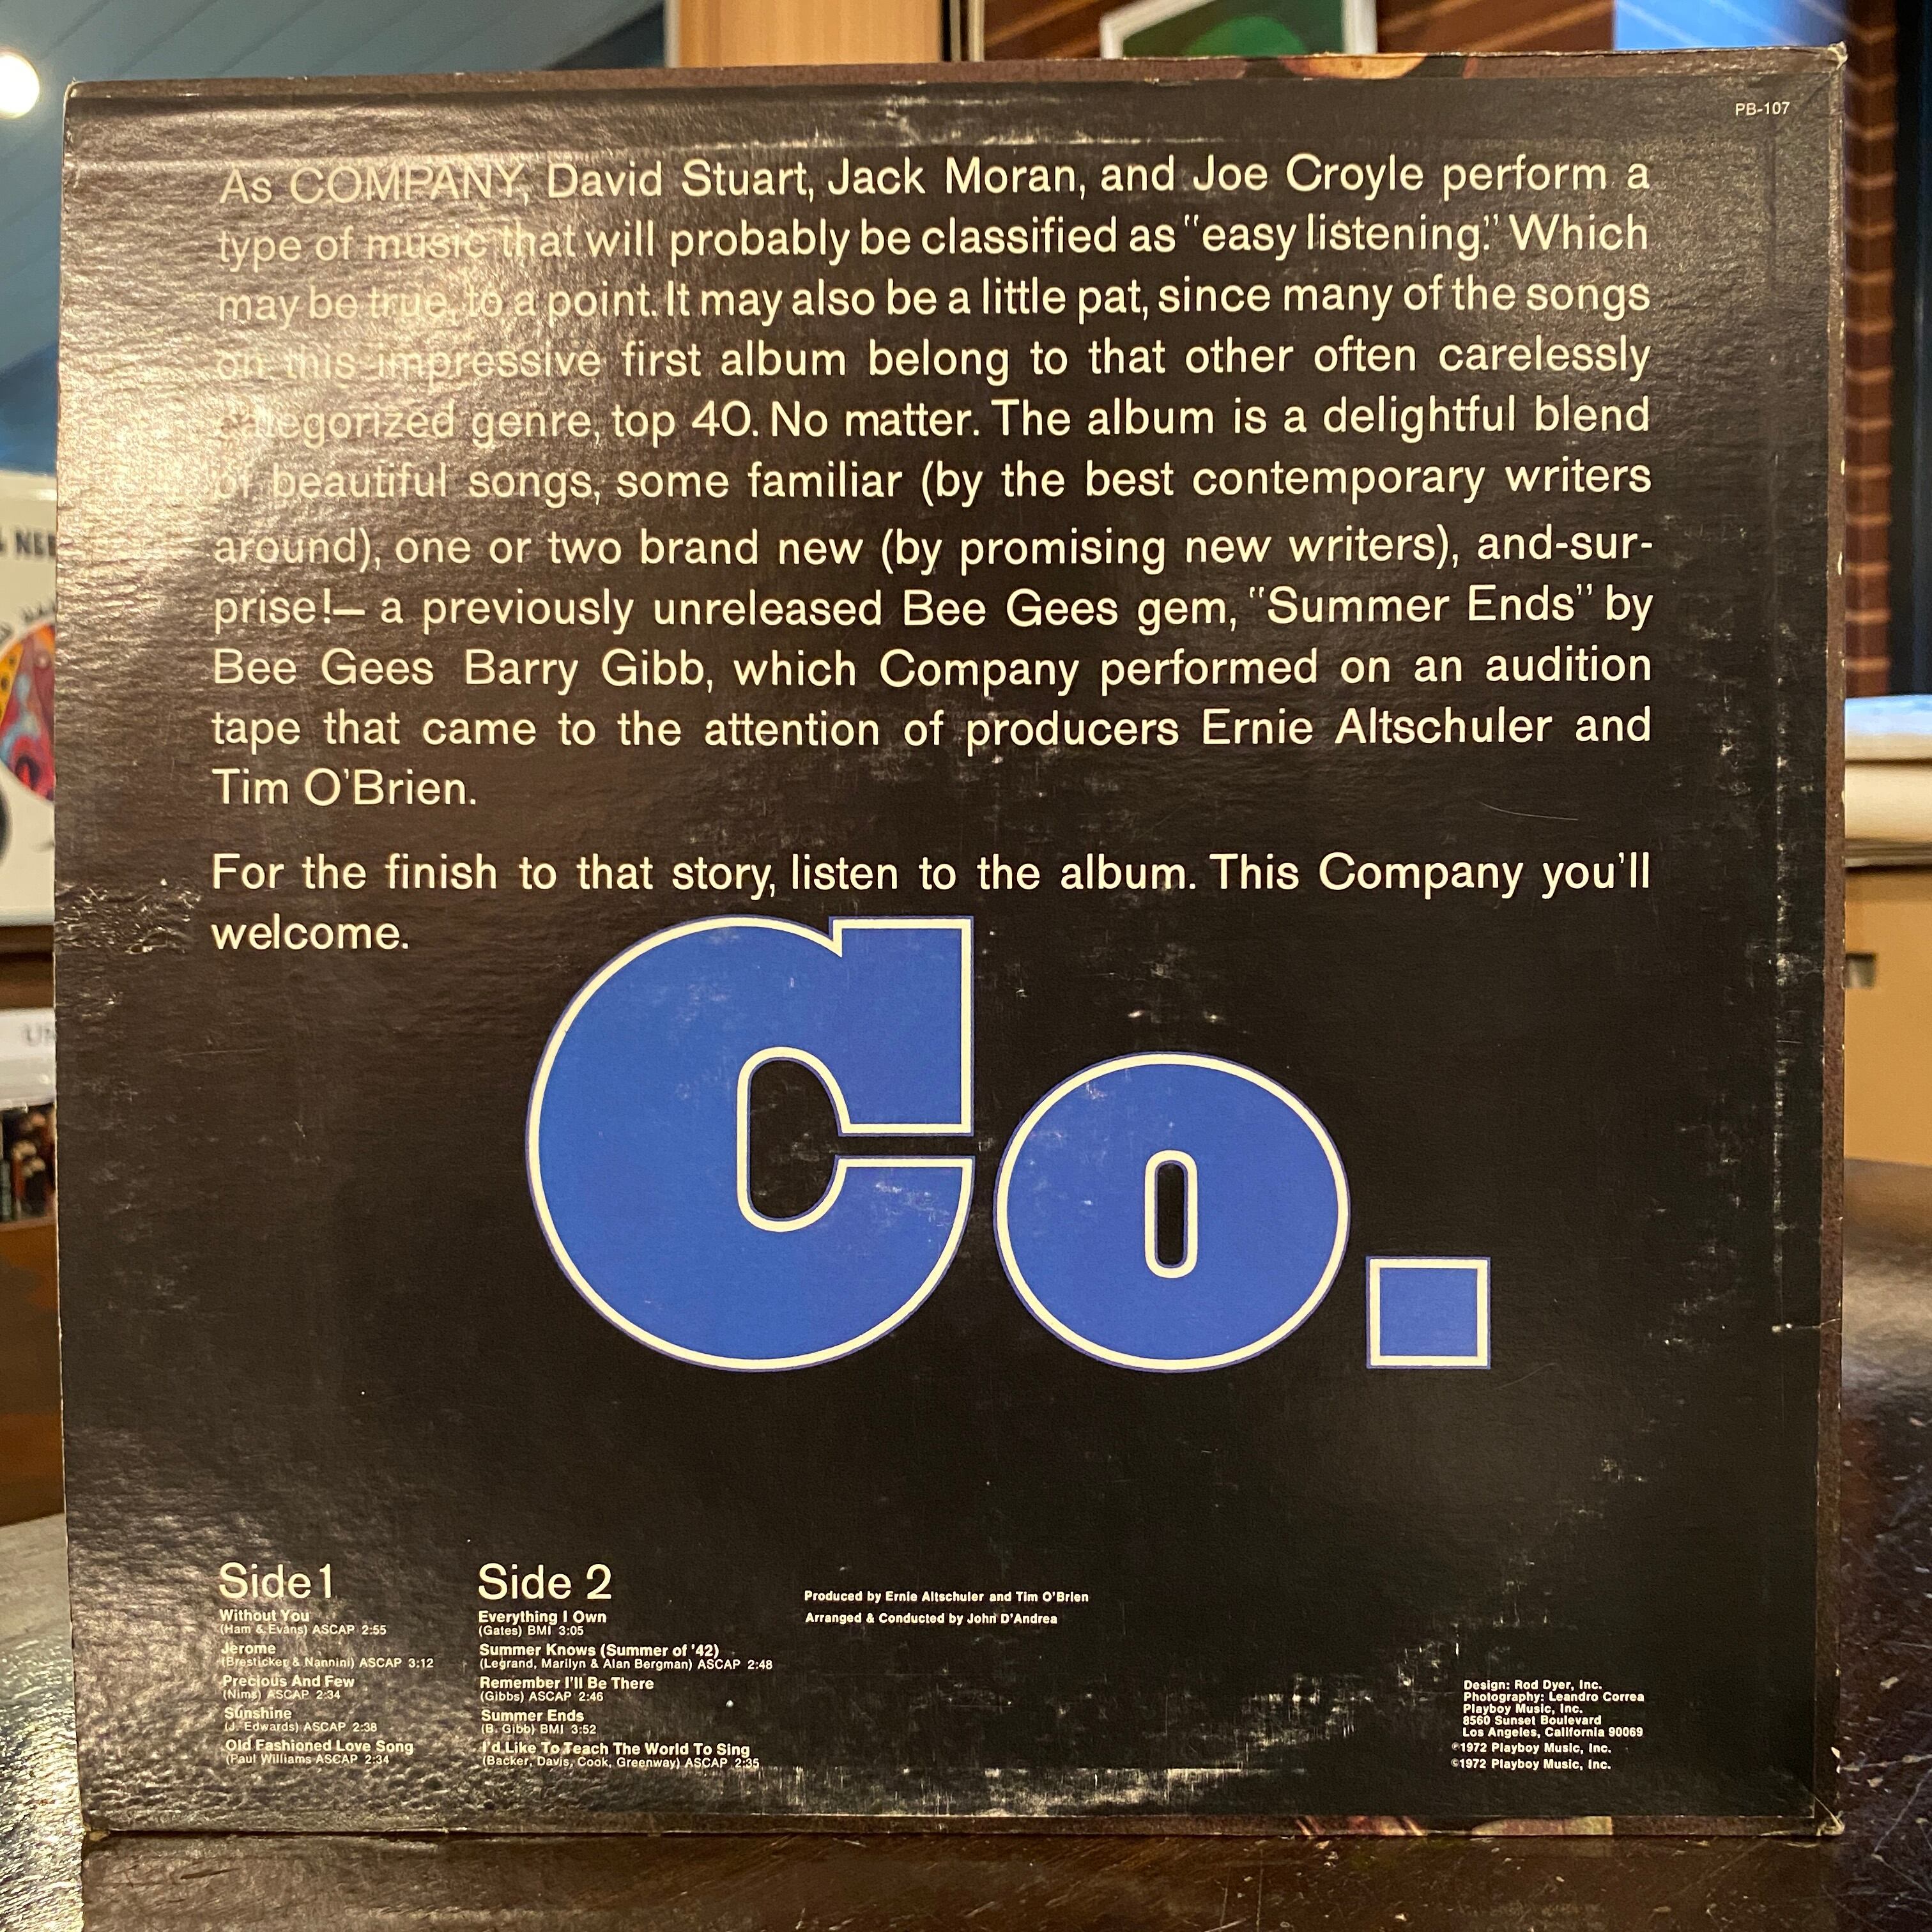 PB-107
As COMPANY, David Stuart, Jack Moran, and Joe Croyle perform a
type of music that will probably be classified as "easy listening." Which
may be true, to a point. It may also be a little pat, since many of the songs
on this impressive first album belong to that other often carelessly
categorized genre, top 40. No matter. The album is a delightful blend
of beautiful songs, some familiar (by the best contemporary writers
around), one or two brand new (by promising new writers), and-sur-
prise!— a previously unreleased Bee Gees gem, "Summer Ends" by
Bee Gees Barry Gibb, which Company performed on an audition
tape that came to the attention of producers Ernie Altschuler and
Tim O'Brien.
For the finish to that story, listen to the album. This Company you'll
welcome.
Co.
Side 1
Without You
(Ham & Evans) ASCAP 2:55
Jerome
(Bresticker & Nannini) ASCAP 3:12
Precious And Few
(Nims) ASCAP 2:34
Sunshine
(J. Edwards) ASCAP 2:38
Old Fashioned Love Song
(Paul Williams ASCAP 2:34
Side 2
Everything I Own
(Gates) BMI 3:05
Summer Knows (Summer of '42)
(Legrand, Marilyn & Alan Bergman) ASCAP 2:48
Remember I'll Be There
(Gibbs) ASCAP 2:46
Summer Ends
(B. Gibb) BMI 3:52
I'd Like To Teach The World To Sing
(Backer, Davis, Cook, Greenway) ASCAP 2:35
Produced by Ernie Altschuler and Tim O'Brien
Arranged & Conducted by John D'Andrea
Design: Rod Dyer, Inc.
Photography: Leandro Correa
Playboy Music, Inc.
8560 Sunset Boulevard
Los Angeles, California 90069
℗1972 Playboy Music, Inc.
©1972 Playboy Music, Inc.